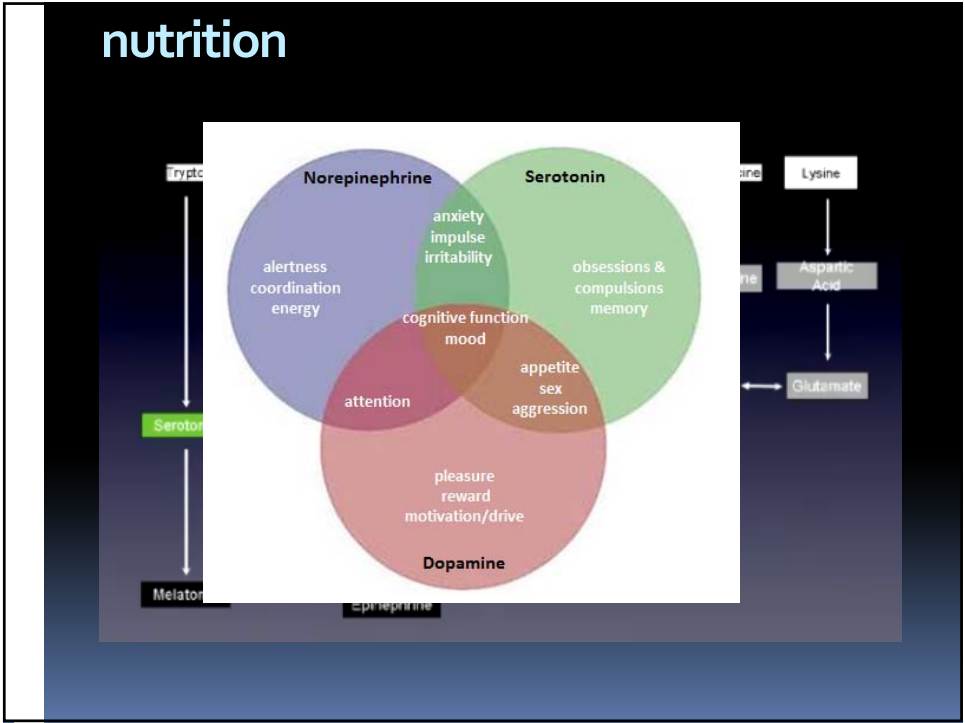 nutrition
Norepinephrine
Serotonin
anxiety
impulse
irritability
alertness
coordination
energy
obsessions &
compulsions
memory
cognitive function
mood
appetite
sex
aggression
attention
pleasure
reward
motivation/drive
Dopamine
Lysine
Aspartic
Acid
Glutamate
Epinephrine